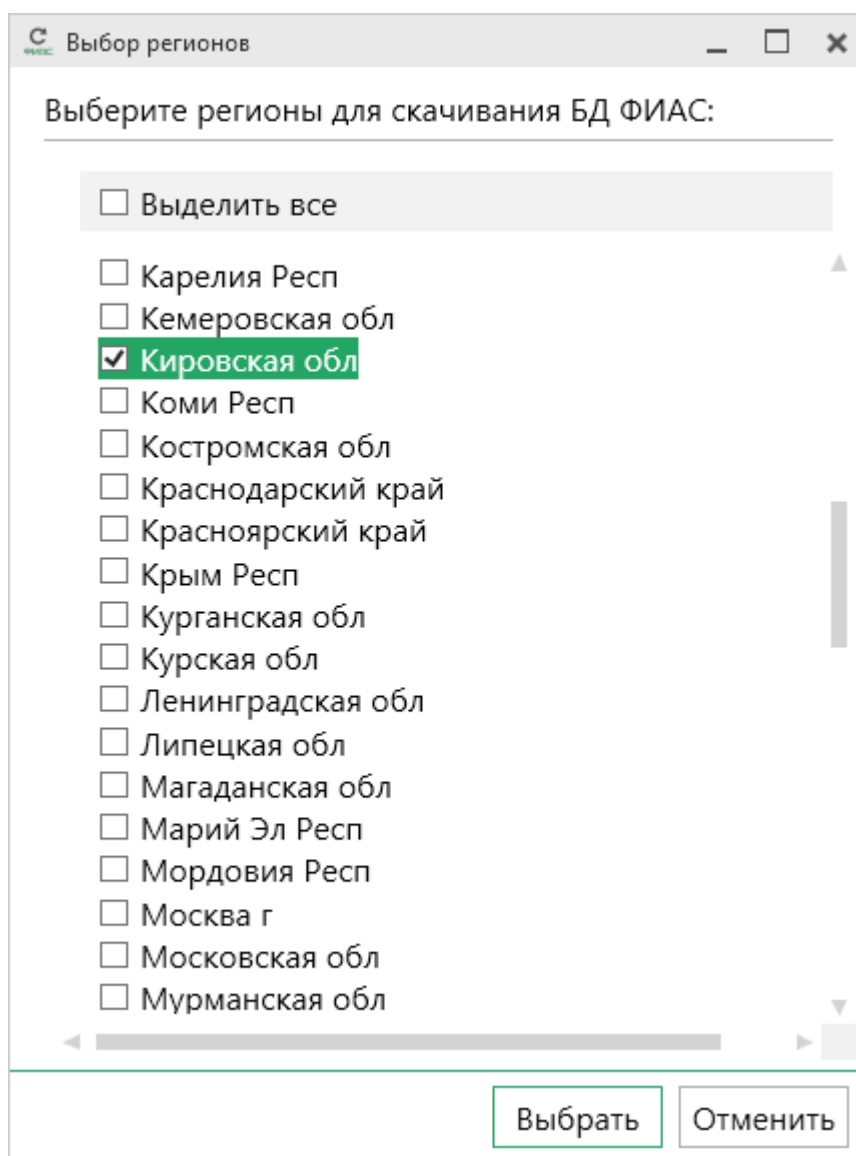 ФИАС
Выбор регионов
Выберите регионы для скачивания БД ФИАС:
Выделить все
Карелия Респ
Кемеровская обл
Кировская обл
Коми Респ
Костромская обл
Краснодарский край
Красноярский край
Крым Респ
Курганская обл
Курская обл
Ленинградская обл
Липецкая обл
Магаданская обл
Марий Эл Респ
Мордовия Респ
Москва г
Московская обл
Мурманская обл
Выбрать
Отменить